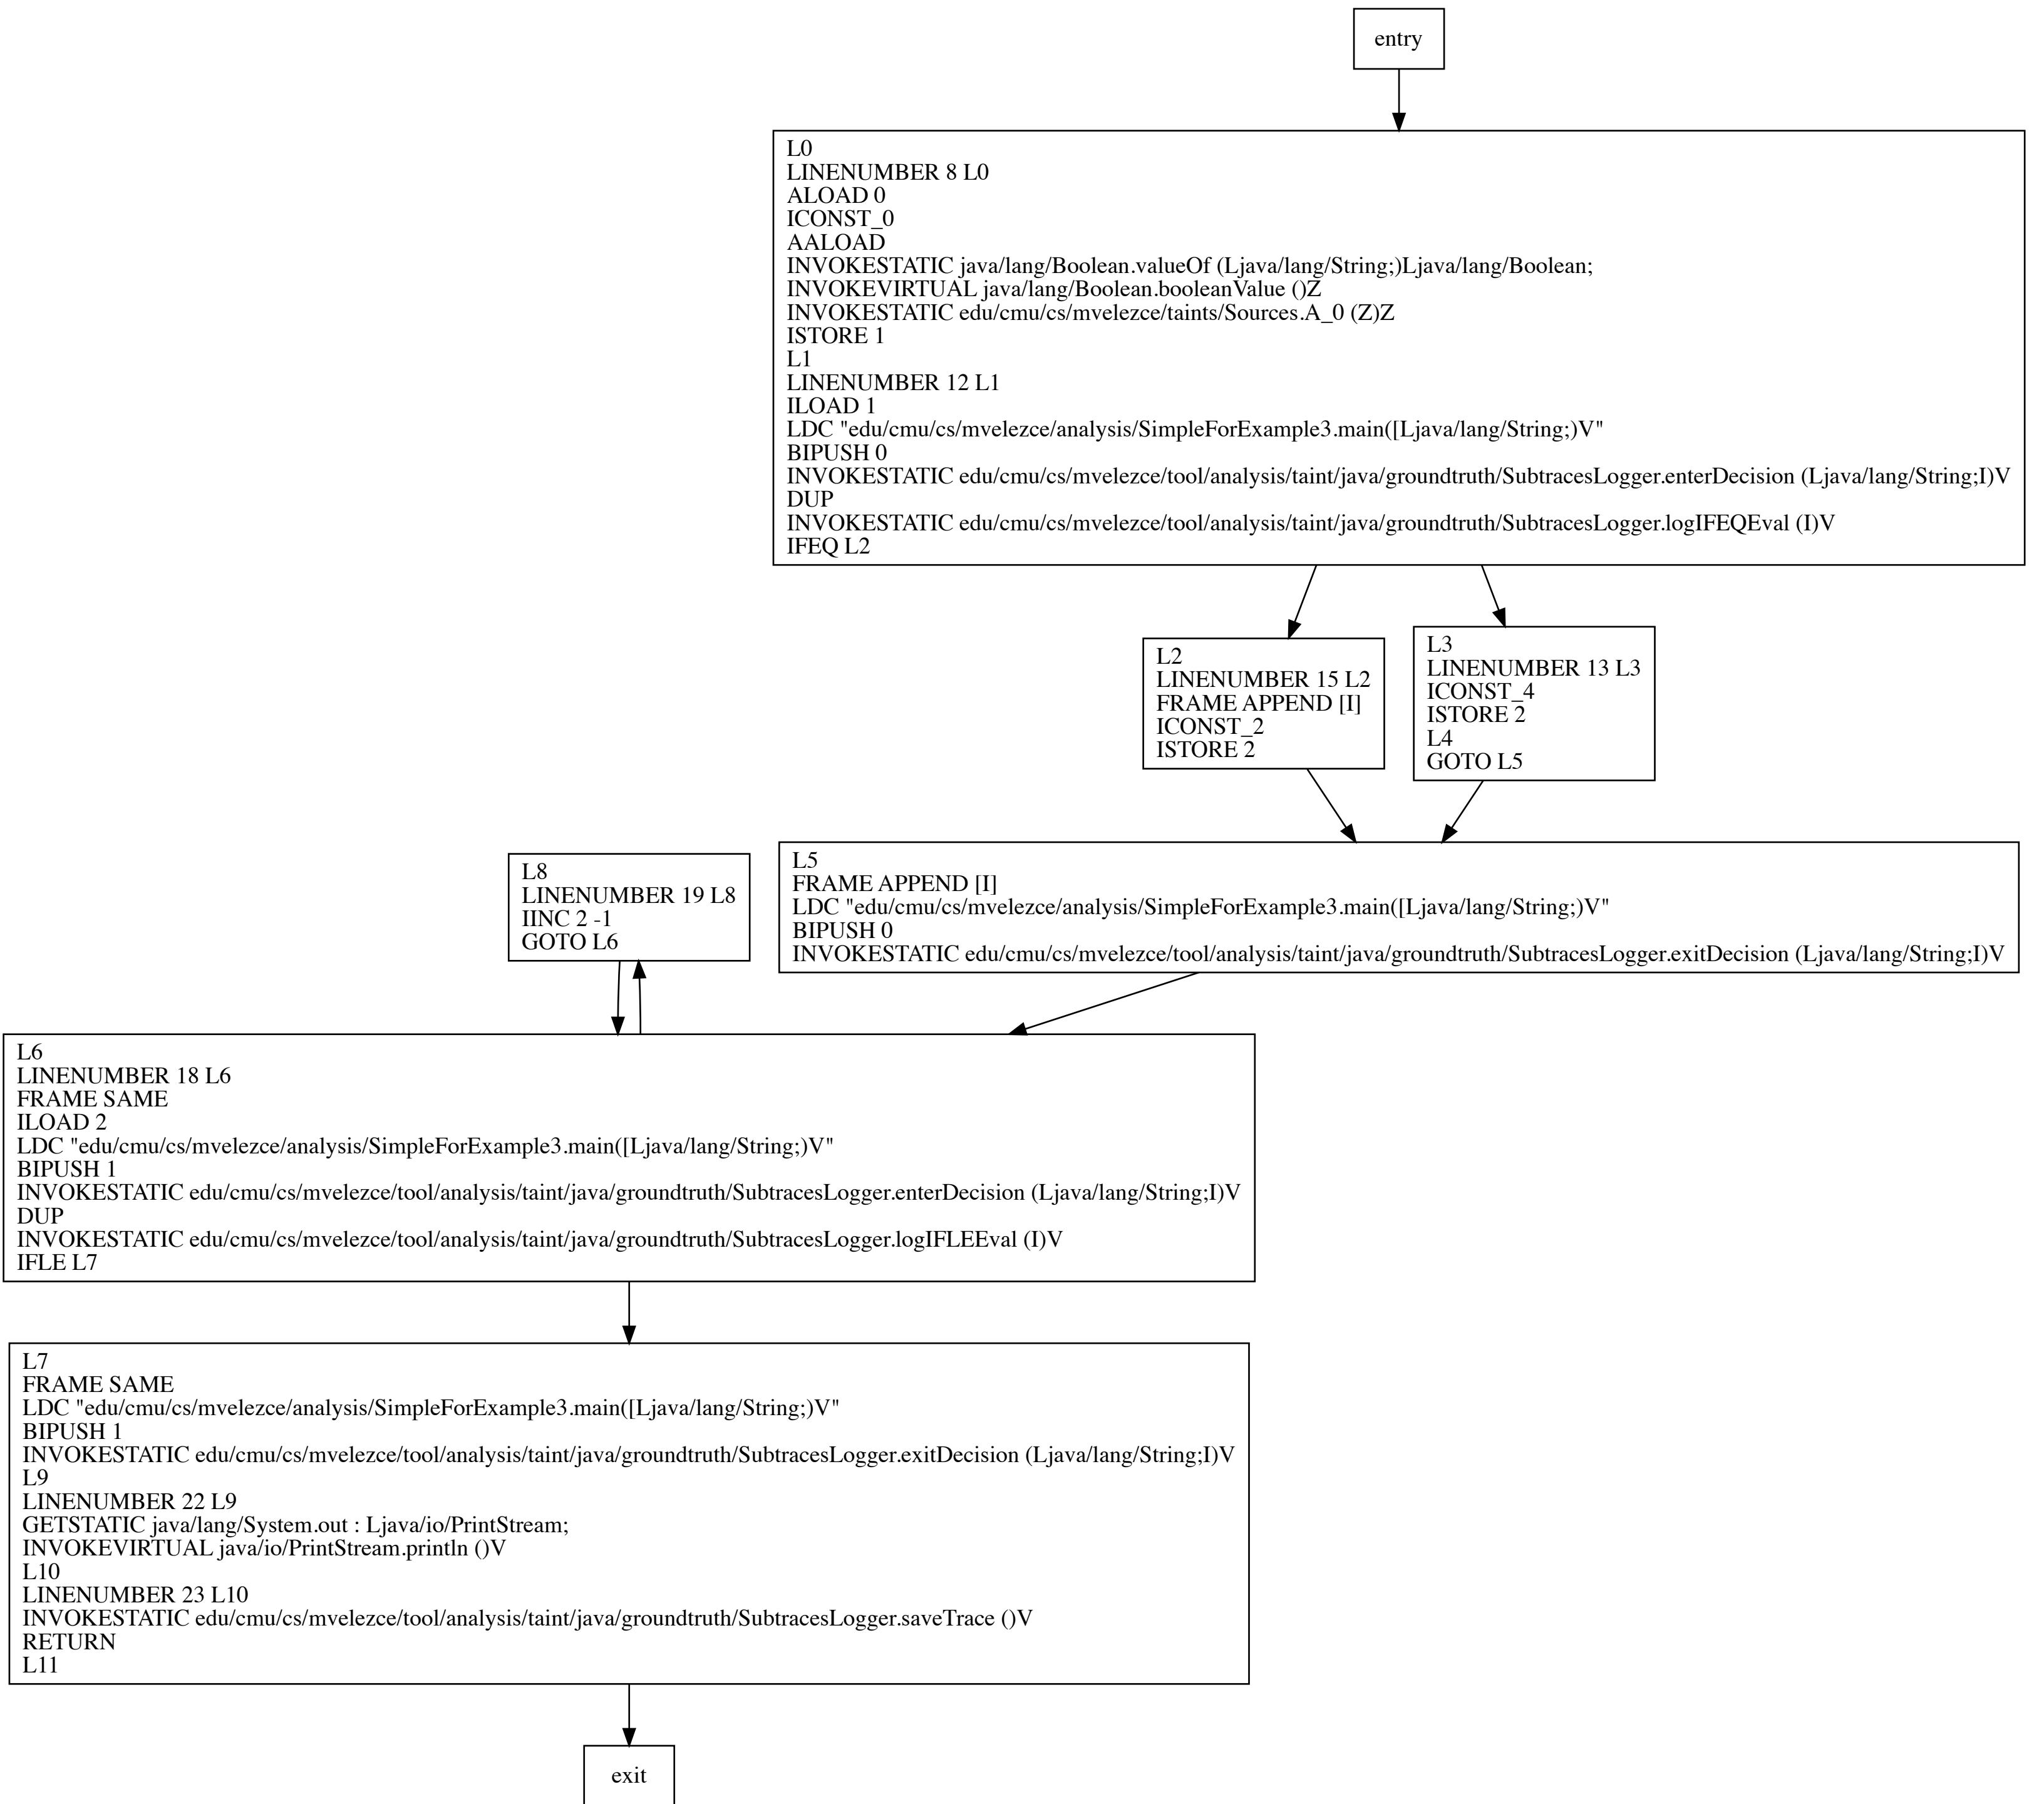 entry
L0
LINENUMBER 8 L0
ALOAD 0
ICONST_0
AALOAD
INVOKESTATIC java/lang/Boolean.valueOf (Ljava/lang/String;)Ljava/lang/Boolean;
INVOKEVIRTUAL java/lang/Boolean.booleanValue ()Z
INVOKESTATIC edu/cmu/cs/mvelezce/taints/Sources.A_0 (Z)Z
ISTORE 1
L1
LINENUMBER 12 L1
ILOAD 1
LDC "edu/cmu/cs/mvelezce/analysis/SimpleForExample3.main([Ljava/lang/String;)V"
BIPUSH 0
INVOKESTATIC edu/cmu/cs/mvelezce/tool/analysis/taint/java/groundtruth/SubtracesLogger.enterDecision (Ljava/lang/String;I)V
DUP
INVOKESTATIC edu/cmu/cs/mvelezce/tool/analysis/taint/java/groundtruth/SubtracesLogger.logIFEQEval (I)V
IFEQ L2
L2
LINENUMBER 15 L2
FRAME APPEND [I]
ICONST_2
ISTORE 2
L3
LINENUMBER 13 L3
ICONST_4
ISTORE 2
L4
GOTO L5
L8
LINENUMBER 19 L8
IINC 2 -1
GOTO L6
L5
FRAME APPEND [I]
LDC "edu/cmu/cs/mvelezce/analysis/SimpleForExample3.main([Ljava/lang/String;)V"
BIPUSH 0
INVOKESTATIC edu/cmu/cs/mvelezce/tool/analysis/taint/java/groundtruth/SubtracesLogger.exitDecision (Ljava/lang/String;I)V
L6
LINENUMBER 18 L6
FRAME SAME
ILOAD 2
LDC "edu/cmu/cs/mvelezce/analysis/SimpleForExample3.main([Ljava/lang/String;)V"
BIPUSH 1
INVOKESTATIC edu/cmu/cs/mvelezce/tool/analysis/taint/java/groundtruth/SubtracesLogger.enterDecision (Ljava/lang/String;I)V
DUP
INVOKESTATIC edu/cmu/cs/mvelezce/tool/analysis/taint/java/groundtruth/SubtracesLogger.logIFLEEval (I)V
IFLE L7
L7
FRAME SAME
LDC "edu/cmu/cs/mvelezce/analysis/SimpleForExample3.main([Ljava/lang/String;)V"
BIPUSH 1
INVOKESTATIC edu/cmu/cs/mvelezce/tool/analysis/taint/java/groundtruth/SubtracesLogger.exitDecision (Ljava/lang/String;I)V
L9
LINENUMBER 22 L9
GETSTATIC java/lang/System.out : Ljava/io/PrintStream;
INVOKEVIRTUAL java/io/PrintStream.println ()V
L10
LINENUMBER 23 L10
INVOKESTATIC edu/cmu/cs/mvelezce/tool/analysis/taint/java/groundtruth/SubtracesLogger.saveTrace ()V
RETURN
L11
exit